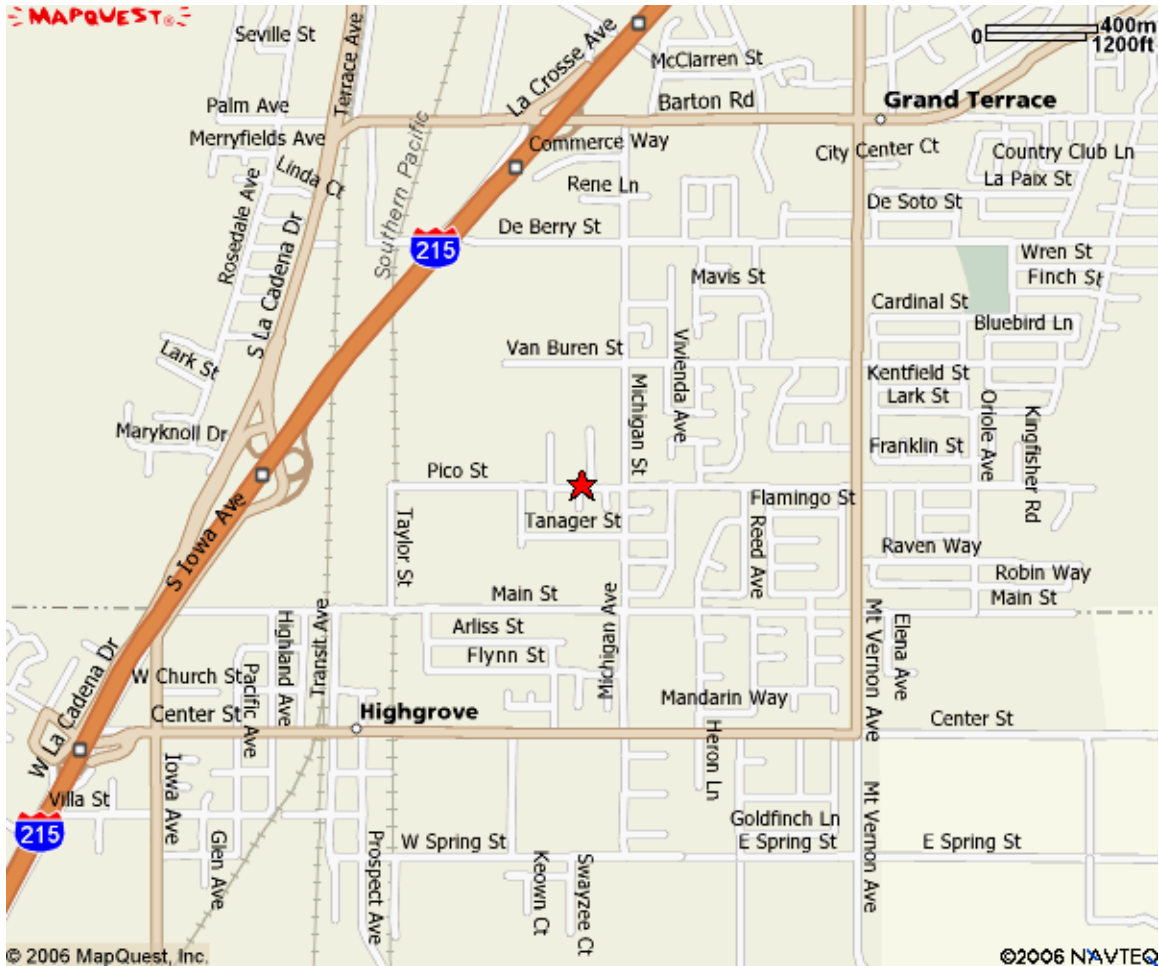 MAPQUEST
Seville St
Terrace Ave
La Crosse Ave
McClarren St
0
400m
1200ft
Palm Ave
Barton Rd
Grand Terrace
Merryfields Ave
Southern Pacific
Commerce Way
City Center Ct
Country Club Ln
Linda Ct
Rene Ln
La Paix St
Rosedale Ave
De Soto St
S La Cadena Dr
215
De Berry St
Wren St
Mavis St
Finch St
Cardinal St
Bluebird Ln
Lark St
Van Buren St
Vivienda Ave
Michigan St
Kentfield St
Lark St
Oriole Ave
Kingfisher Rd
Maryknoll Dr
Franklin St
Pico St
Flamingo St
S Iowa Ave
Taylor St
Tanager St
Reed Ave
Raven Way
Robin Way
Main St
Main St
Highland Ave
Transit Ave
Arliss St
Michigan Ave
Mt Vernon Ave
Elena Ave
Flynn St
W La Cadena Dr
W Church St
Pacific Ave
Mandarin Way
Center St
Highgrove
Heron Ln
Center St
Iowa Ave
Villa St
Goldfinch Ln
Mt Vernon Ave
215
Glen Ave
Prospect Ave
W Spring St
E Spring St
E Spring St
Keown Ct
Swayzee Ct
© 2006 MapQuest, Inc.
©2006 NAVTEQ